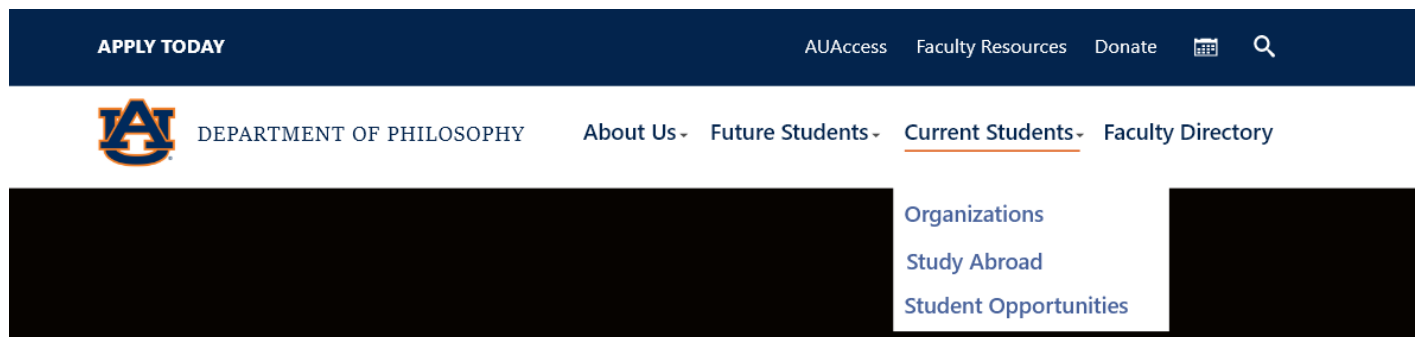 APPLY TODAY AUAccess Faculty Resources Donate
AU DEPARTMENT OF PHILOSOPHY About Us Future Students Current Students Faculty Directory
Organizations
Study Abroad
Student Opportunities